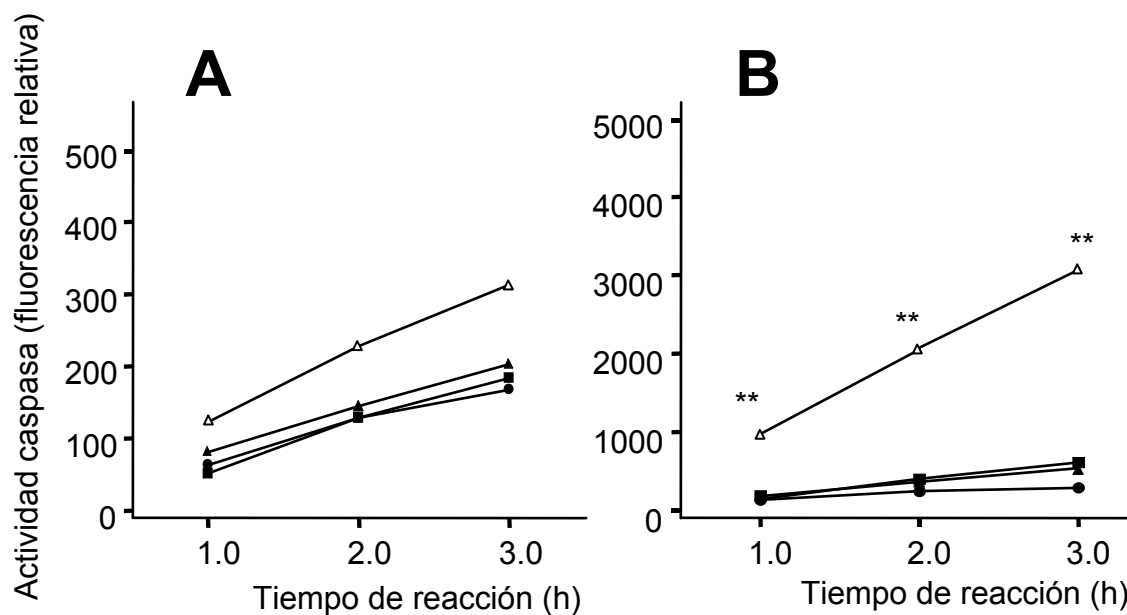 Actividad caspasa (fluorescencia relativa)
A
500
400
300
200
100
0
1.0 2.0 3.0
Tiempo de reacción (h)
B
5000
4000
3000
2000
1000
0
**
**
**
1.0 2.0 3.0
Tiempo de reacción (h)